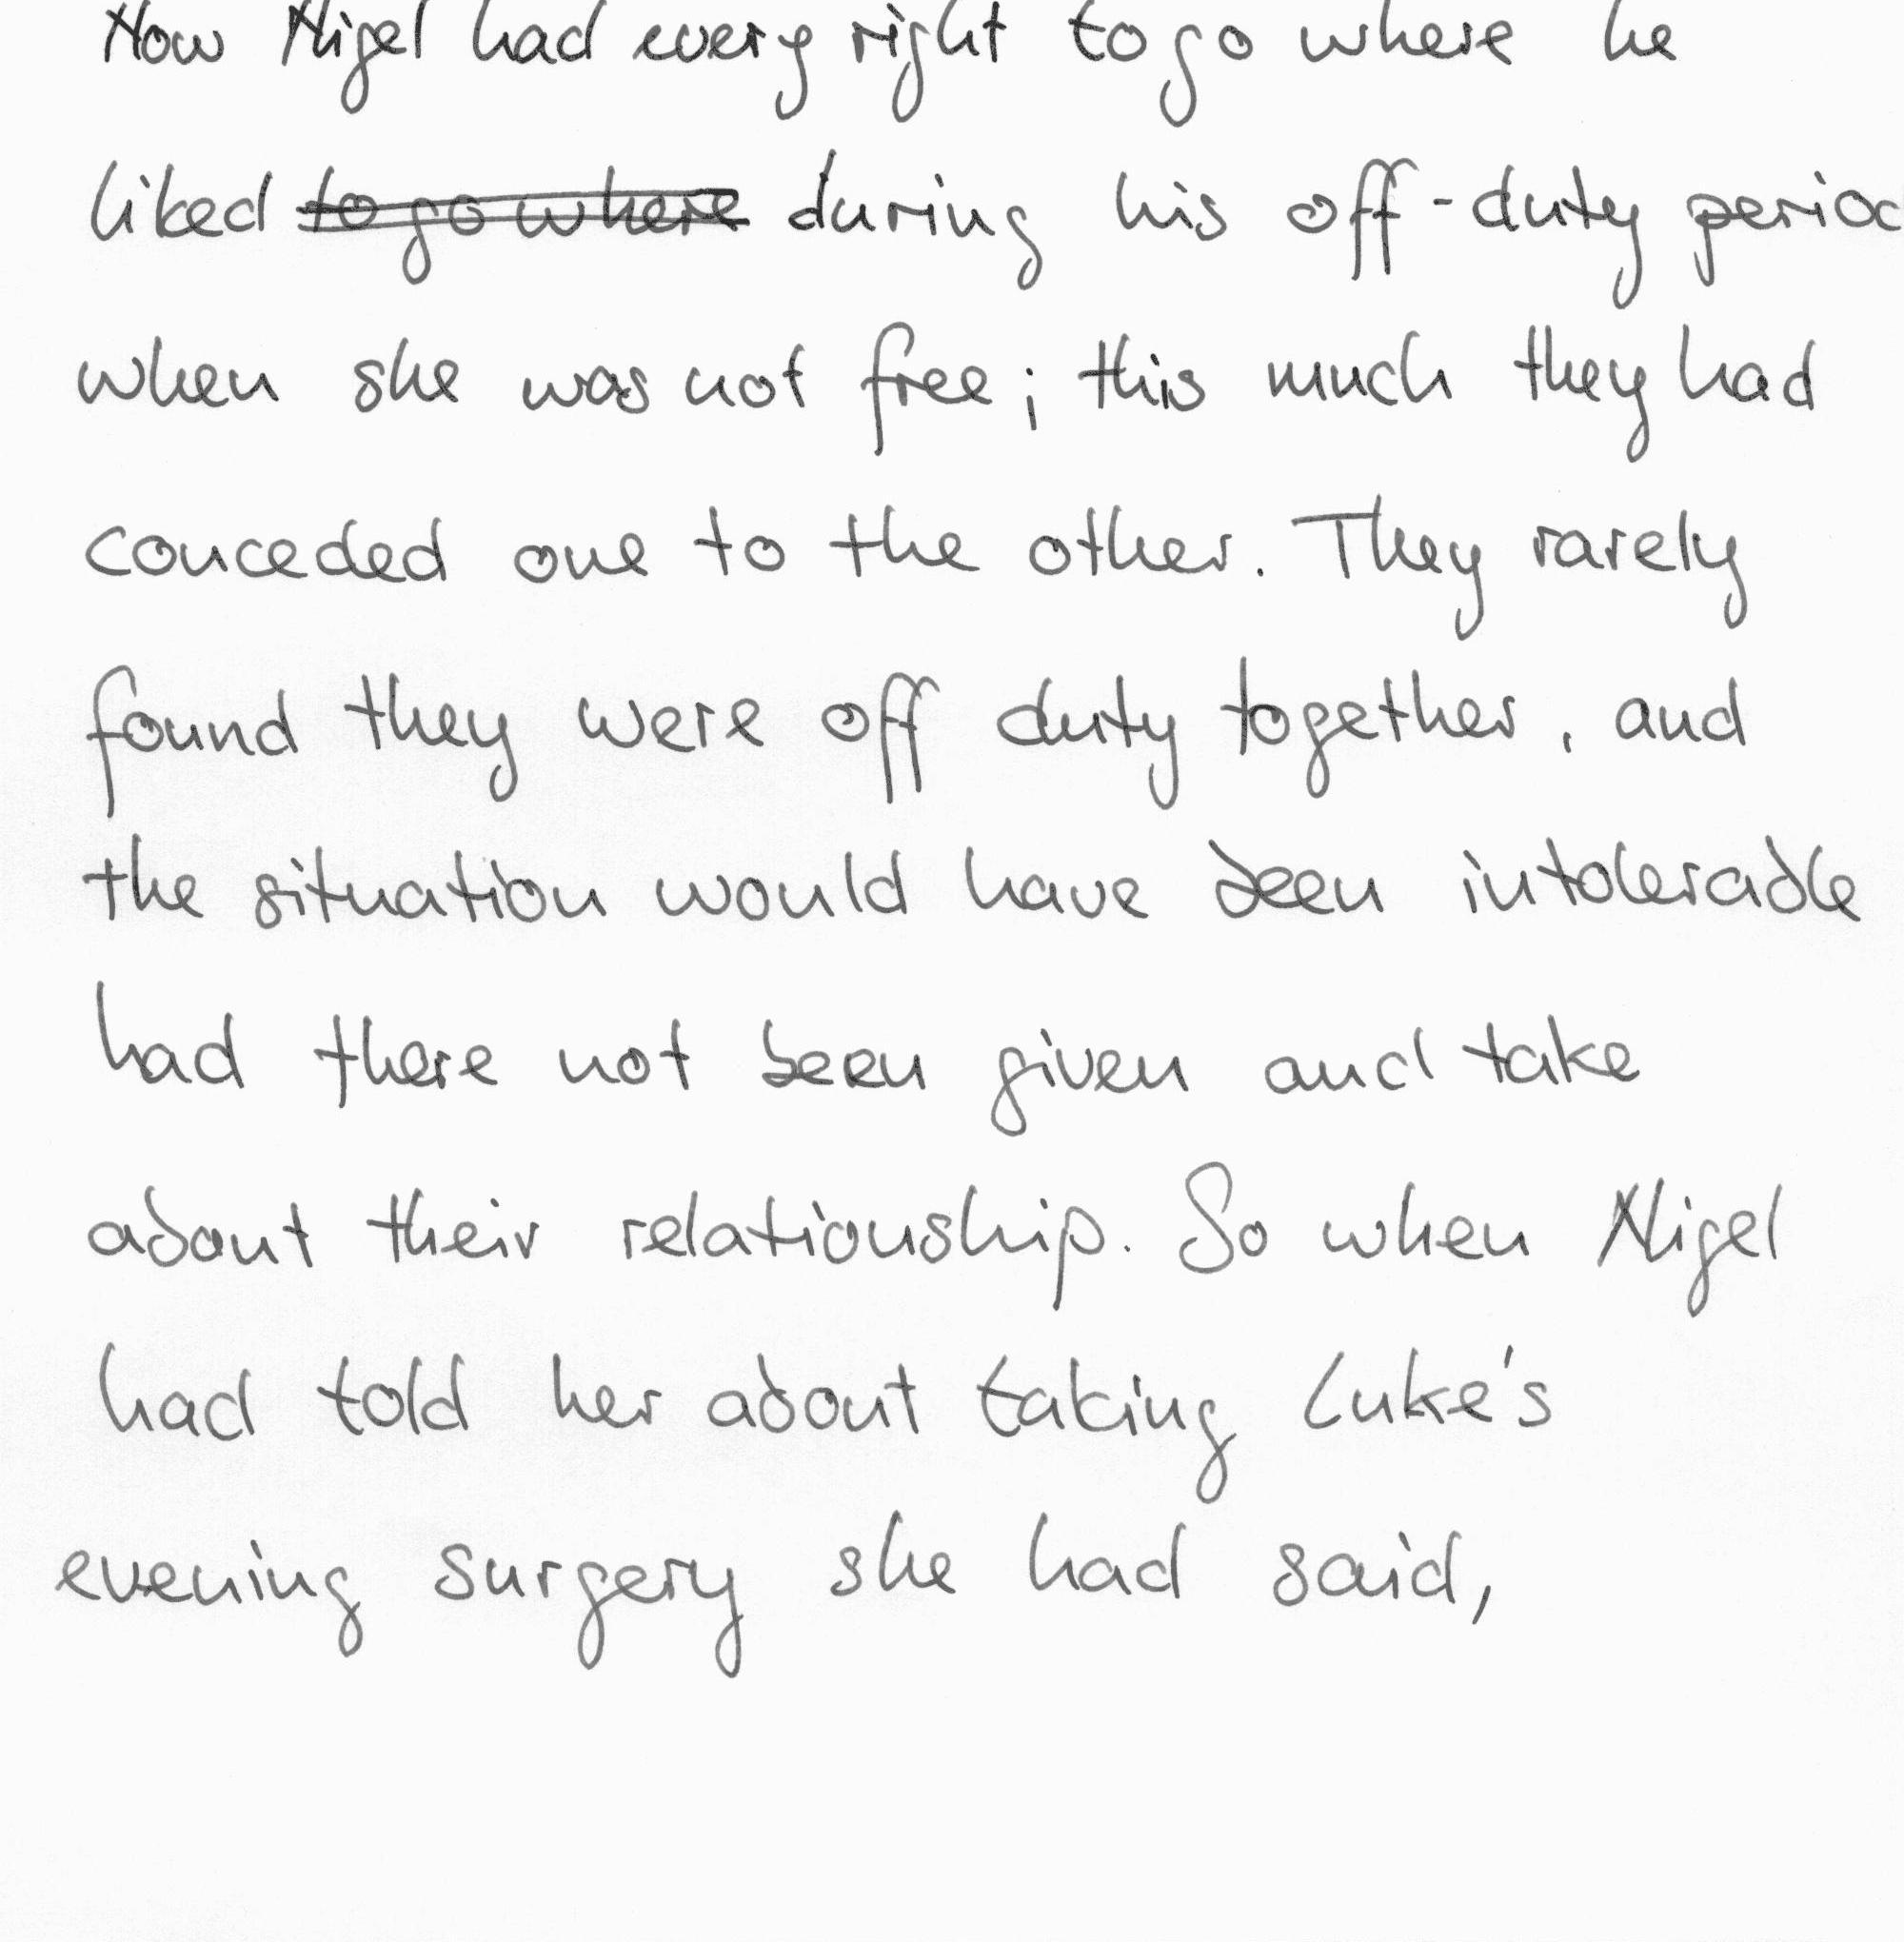 Now Nigel had every right to go where he
liked to go where during his off-duty period
when she was not free; this much they had
conceded one to the other. They rarely
found they were off duty together, and
the situation would have been intolerable
had there not been given and take
about their relationship. So when Nigel
had told her about taking Luke's
evening surgery she had said,